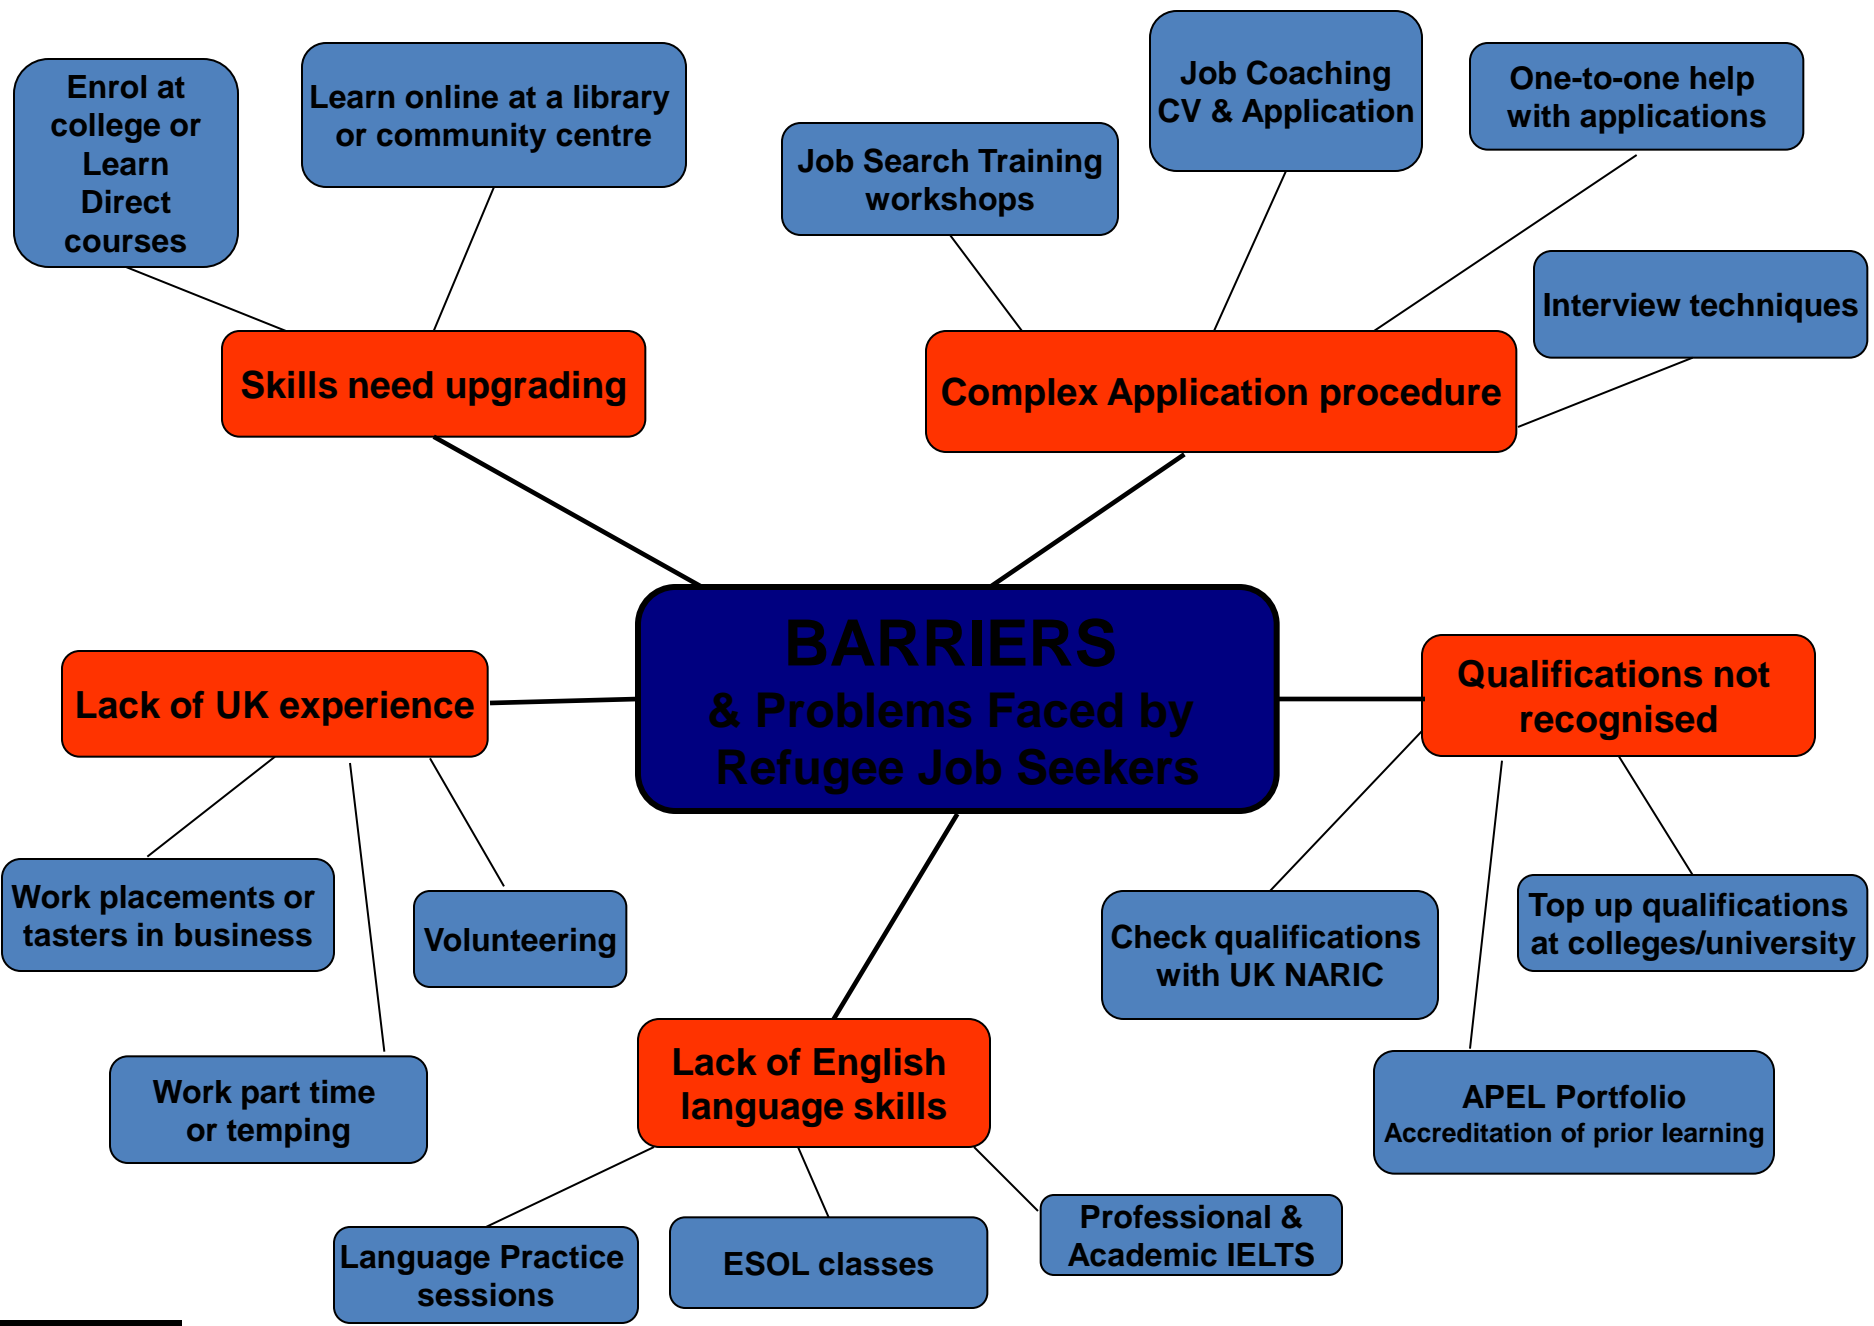 Enrol at
college or
Learn
Direct
courses
Learn online at a library
or community centre
Job Search Training
workshops
Job Coaching
CV & Application
One-to-one help
with applications
Interview techniques
Skills need upgrading
Complex Application procedure
BARRIERS
& Problems Faced by
Refugee Job Seekers
Lack of UK experience
Qualifications not
recognised
Work placements or
tasters in business
Volunteering
Work part time
or temping
Check qualifications
with UK NARIC
Top up qualifications
at colleges/university
APEL Portfolio
Accreditation of prior learning
Lack of English
language skills
Language Practice
sessions
ESOL classes
Professional &
Academic IELTS